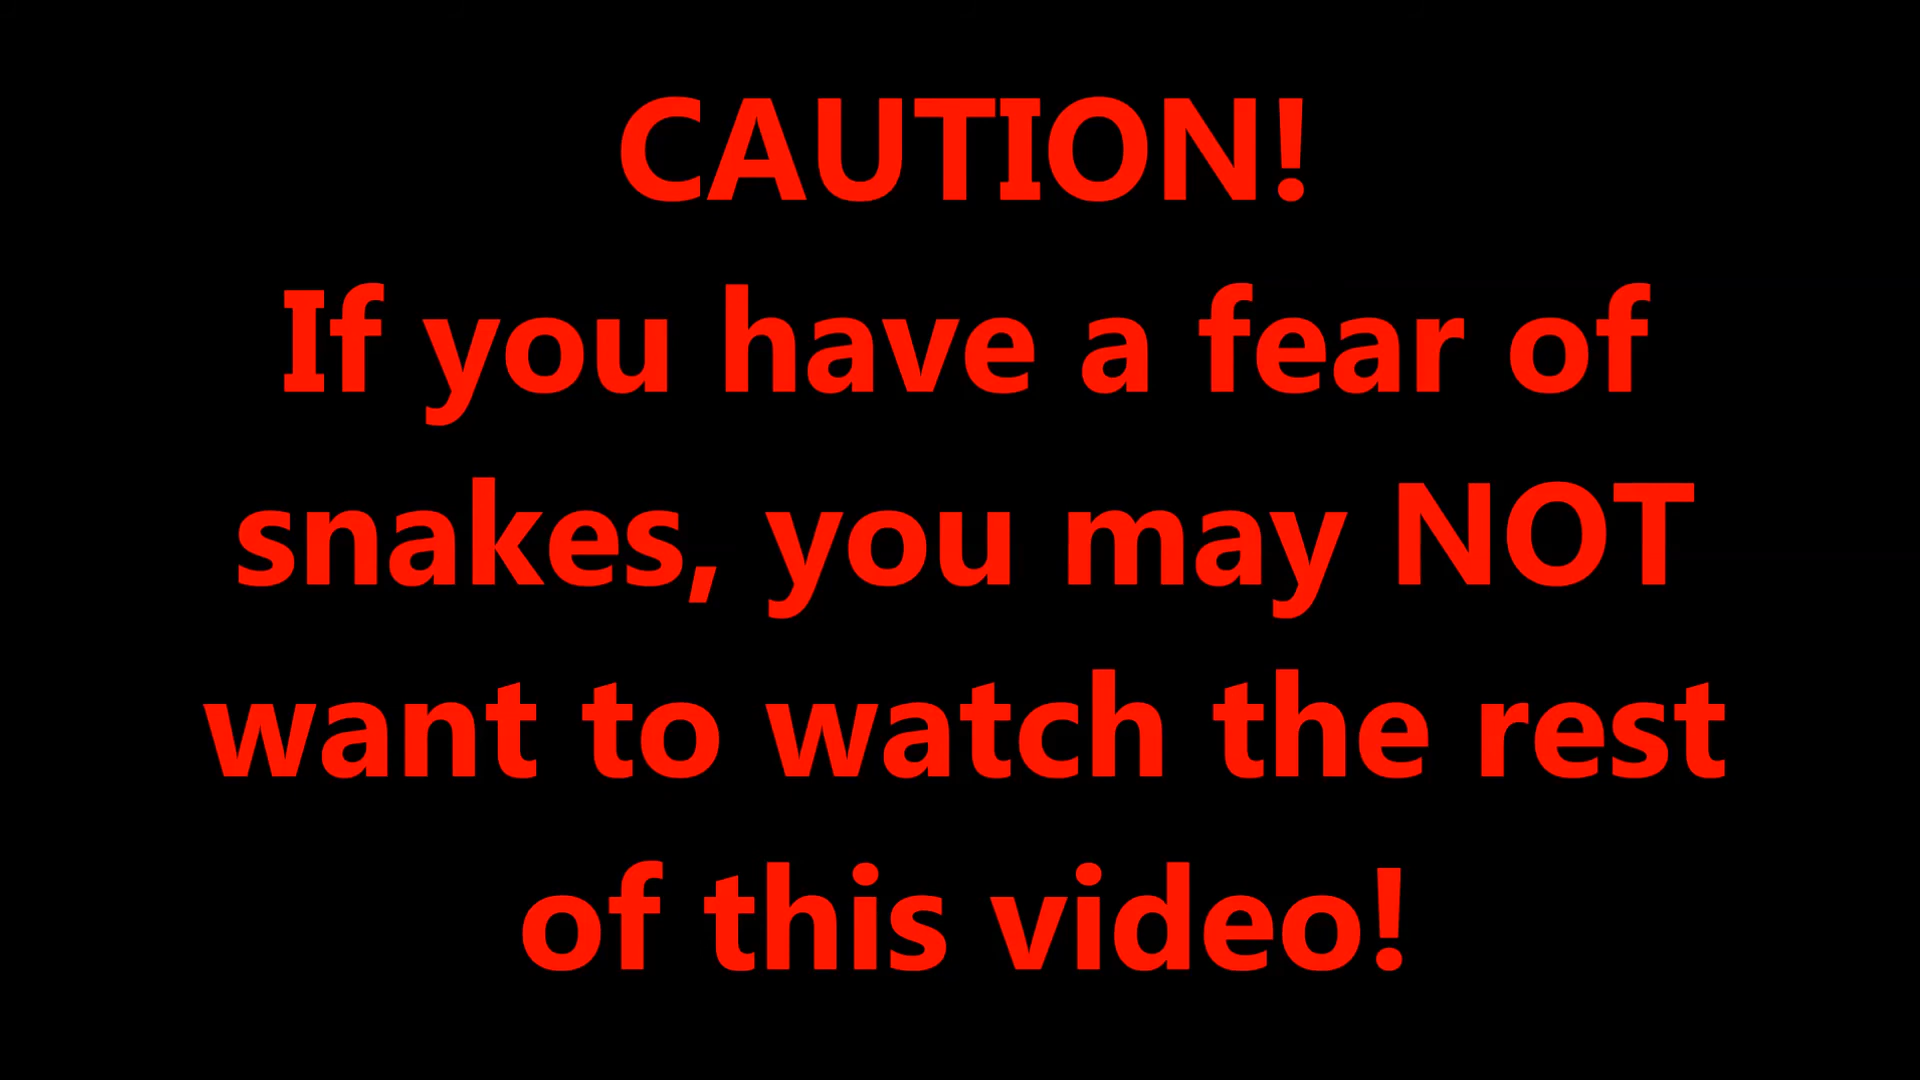 CAUTION!
If you have a fear of
snakes, you may NOT
want to watch the rest
of this video!